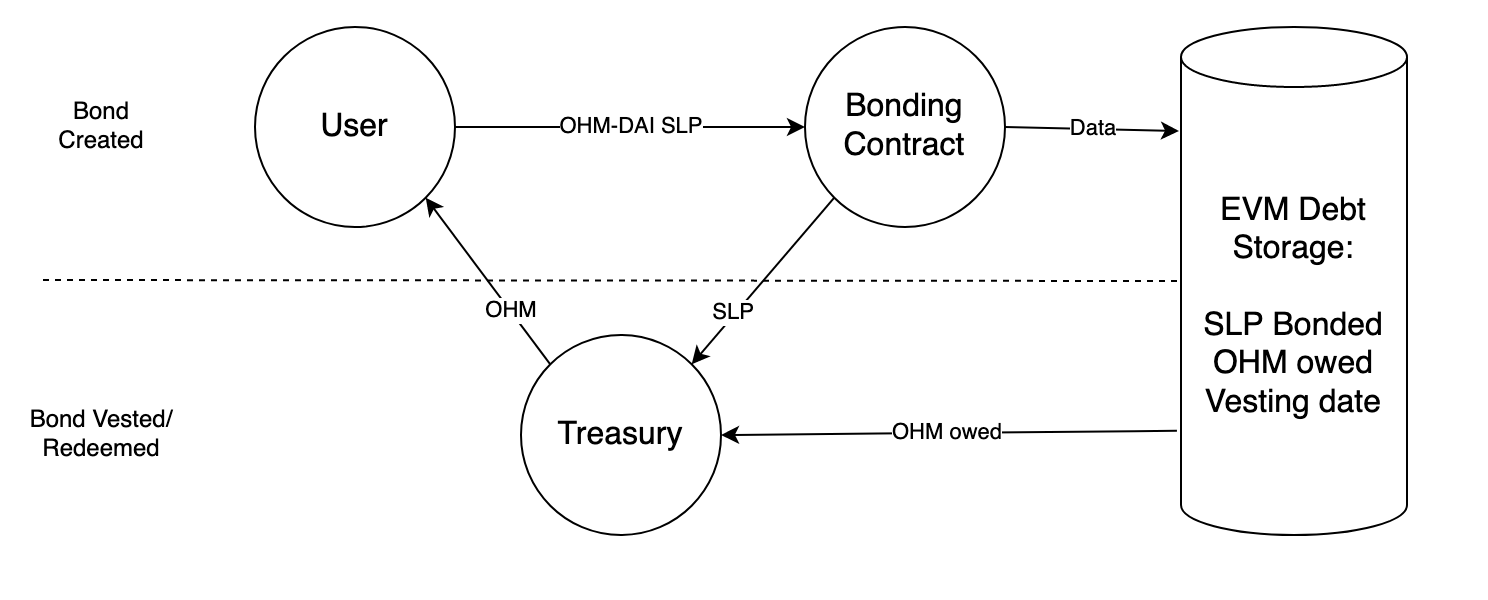 Bond
Created
User
OHM-DAI SLP
Bonding
Contract
Data
EVM Debt
Storage:
SLP Bonded
OHM owed
Vesting date
OHM
SLP
Bond Vested/
Redeemed
Treasury
OHM owed